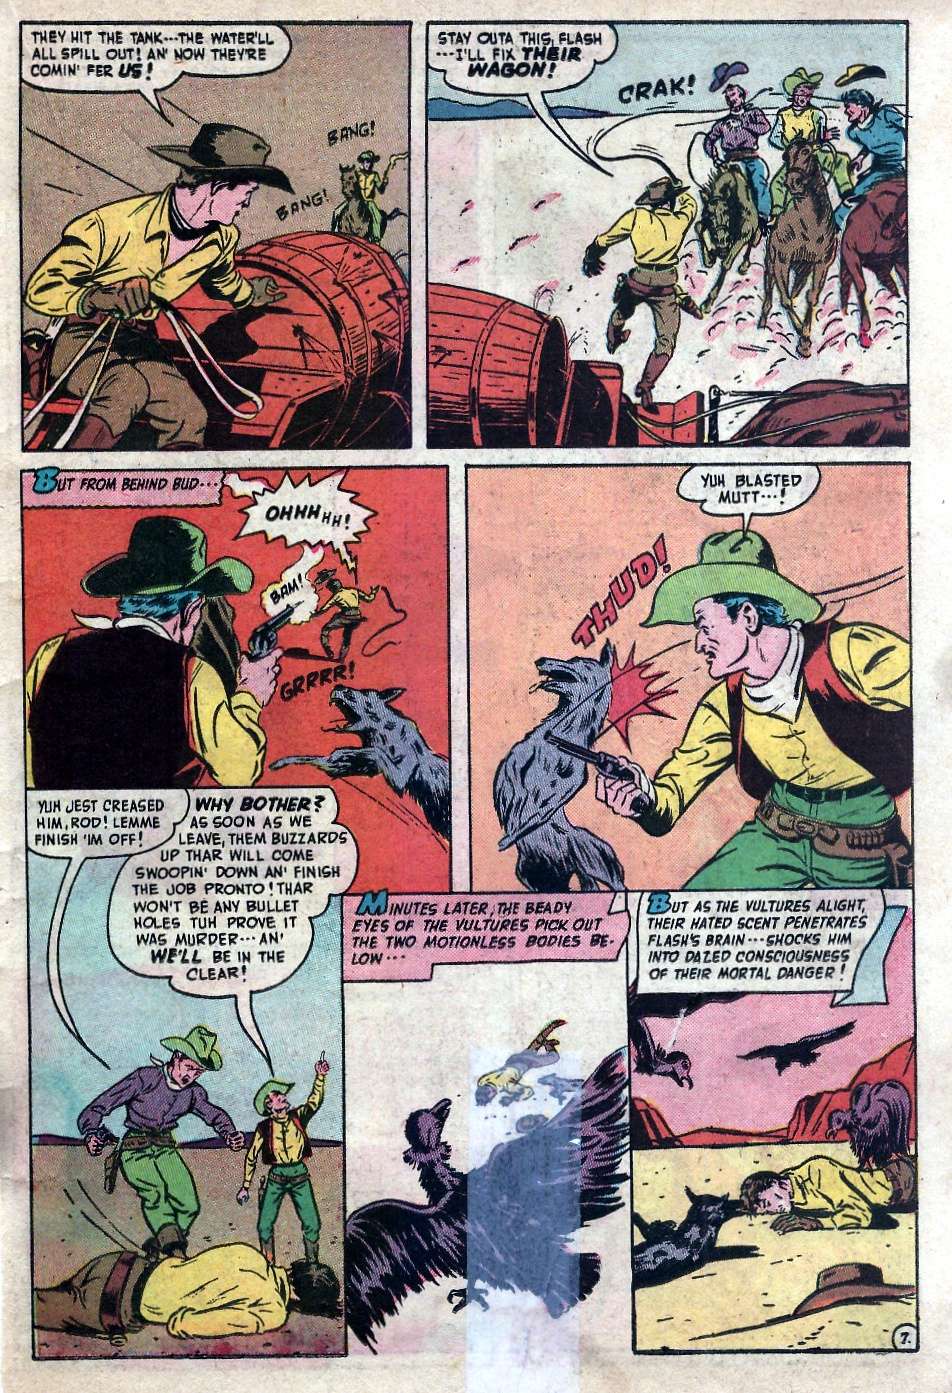 THEY HIT THE TANK---THE WATER'LL
ALL SPILL OUT! AN' NOW THEY'RE
COMIN' FER US!
BANG!
BANG!
STAY OUTA THIS, FLASH
---I'LL FIX THEIR
WAGON!
CRAK!
BUT FROM BEHIND BUD---
OHHHHH!
BAM!
GRRRR!
YUH BLASTED
MUTT---!
THUD!
YUH JEST CREASED
HIM, ROD! LEMME
FINISH 'IM OFF!
WHY BOTHER?
AS SOON AS WE
LEAVE, THEM BUZZARDS
UP THAR WILL COME
SWOOPIN' DOWN AN' FINISH
THE JOB PRONTO! THAR
WON'T BE ANY BULLET
HOLES TUH PROVE IT
WAS MURDER---AN'
WE'LL BE IN THE
CLEAR!
MINUTES LATER, THE BEADY
EYES OF THE VULTURES PICK OUT
THE TWO MOTIONLESS BODIES BE-
LOW---
BUT AS THE VULTURES ALIGHT,
THEIR HATED SCENT PENETRATES
FLASH'S BRAIN---SHOCKS HIM
INTO DAZED CONSCIOUSNESS
OF THEIR MORTAL DANGER!
7.